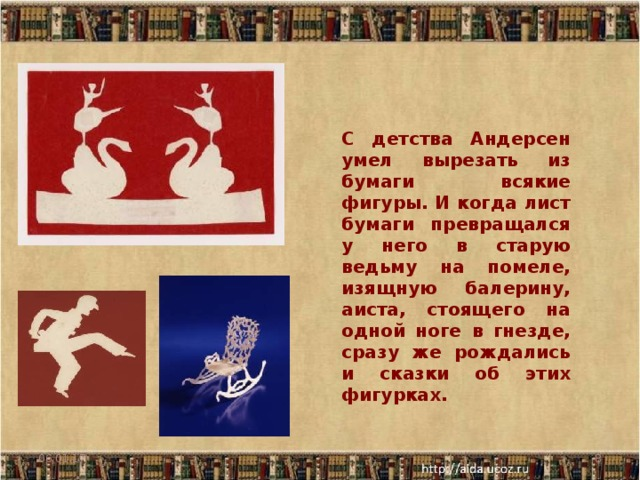 С детства Андерсен
умел вырезать из
бумаги всякие
фигуры. И когда лист
бумаги превращался
у него в старую
ведьму на помеле,
изящную балерину,
аиста, стоящего на
одной ноге в гнезде,
сразу же рождались
и сказки об этих
фигурках.
http://aida.ucoz.ru